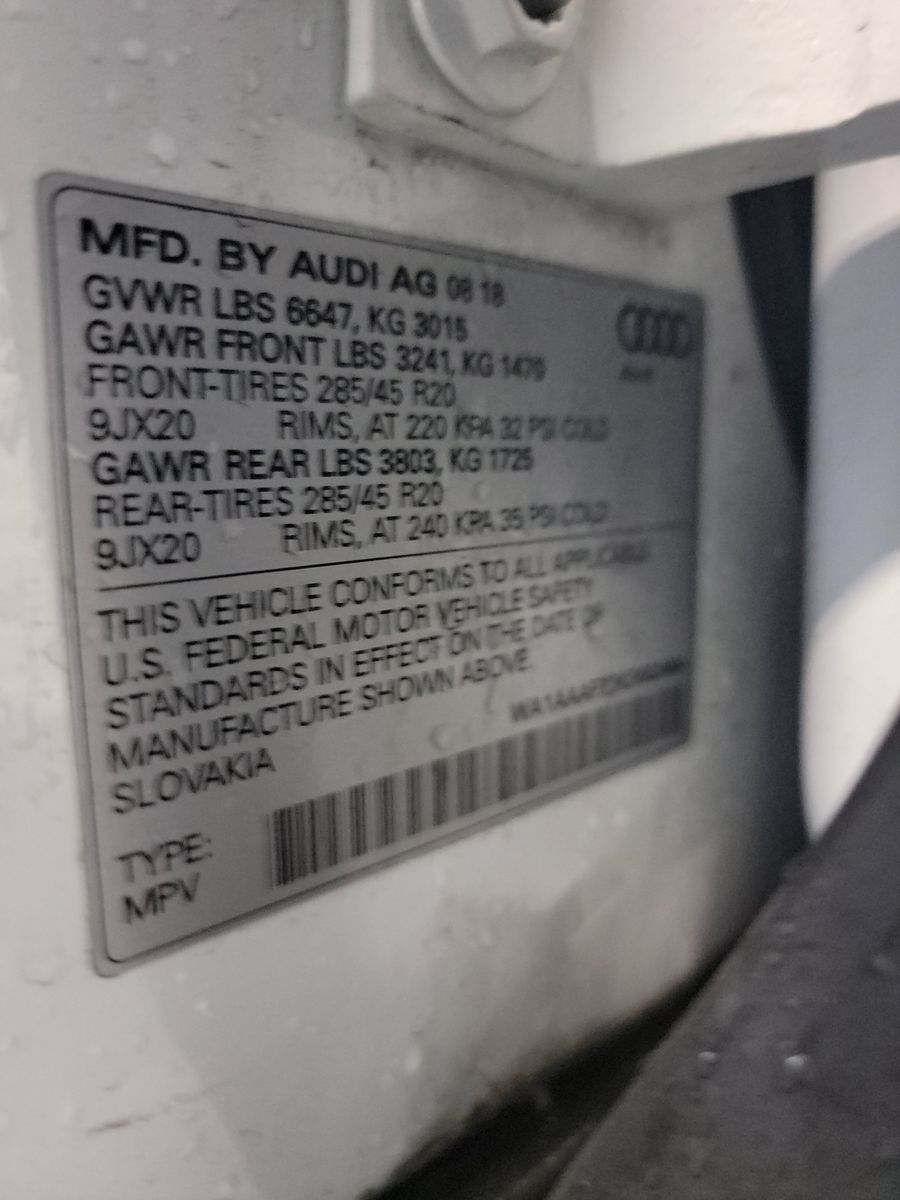 MFD. BY AUDI AG 08 18
GVWR LBS 6647, KG 3015
GAWR FRONT LBS 3241, KG 1470
FRONT-TIRES 285/45 R20
9JX20 RIMS, AT 220 KPA 32 PSI COLD
GAWR REAR LBS 3803, KG 1725
REAR-TIRES 285/45 R20
9JX20 RIMS, AT 240 KPA 35 PSI COLD
THIS VEHICLE CONFORMS TO ALL APPLICABLE
U.S. FEDERAL MOTOR VEHICLE SAFETY
STANDARDS IN EFFECT ON THE DATE OF
MANUFACTURE SHOWN ABOVE.
SLOVAKIA
TYPE:
MPV